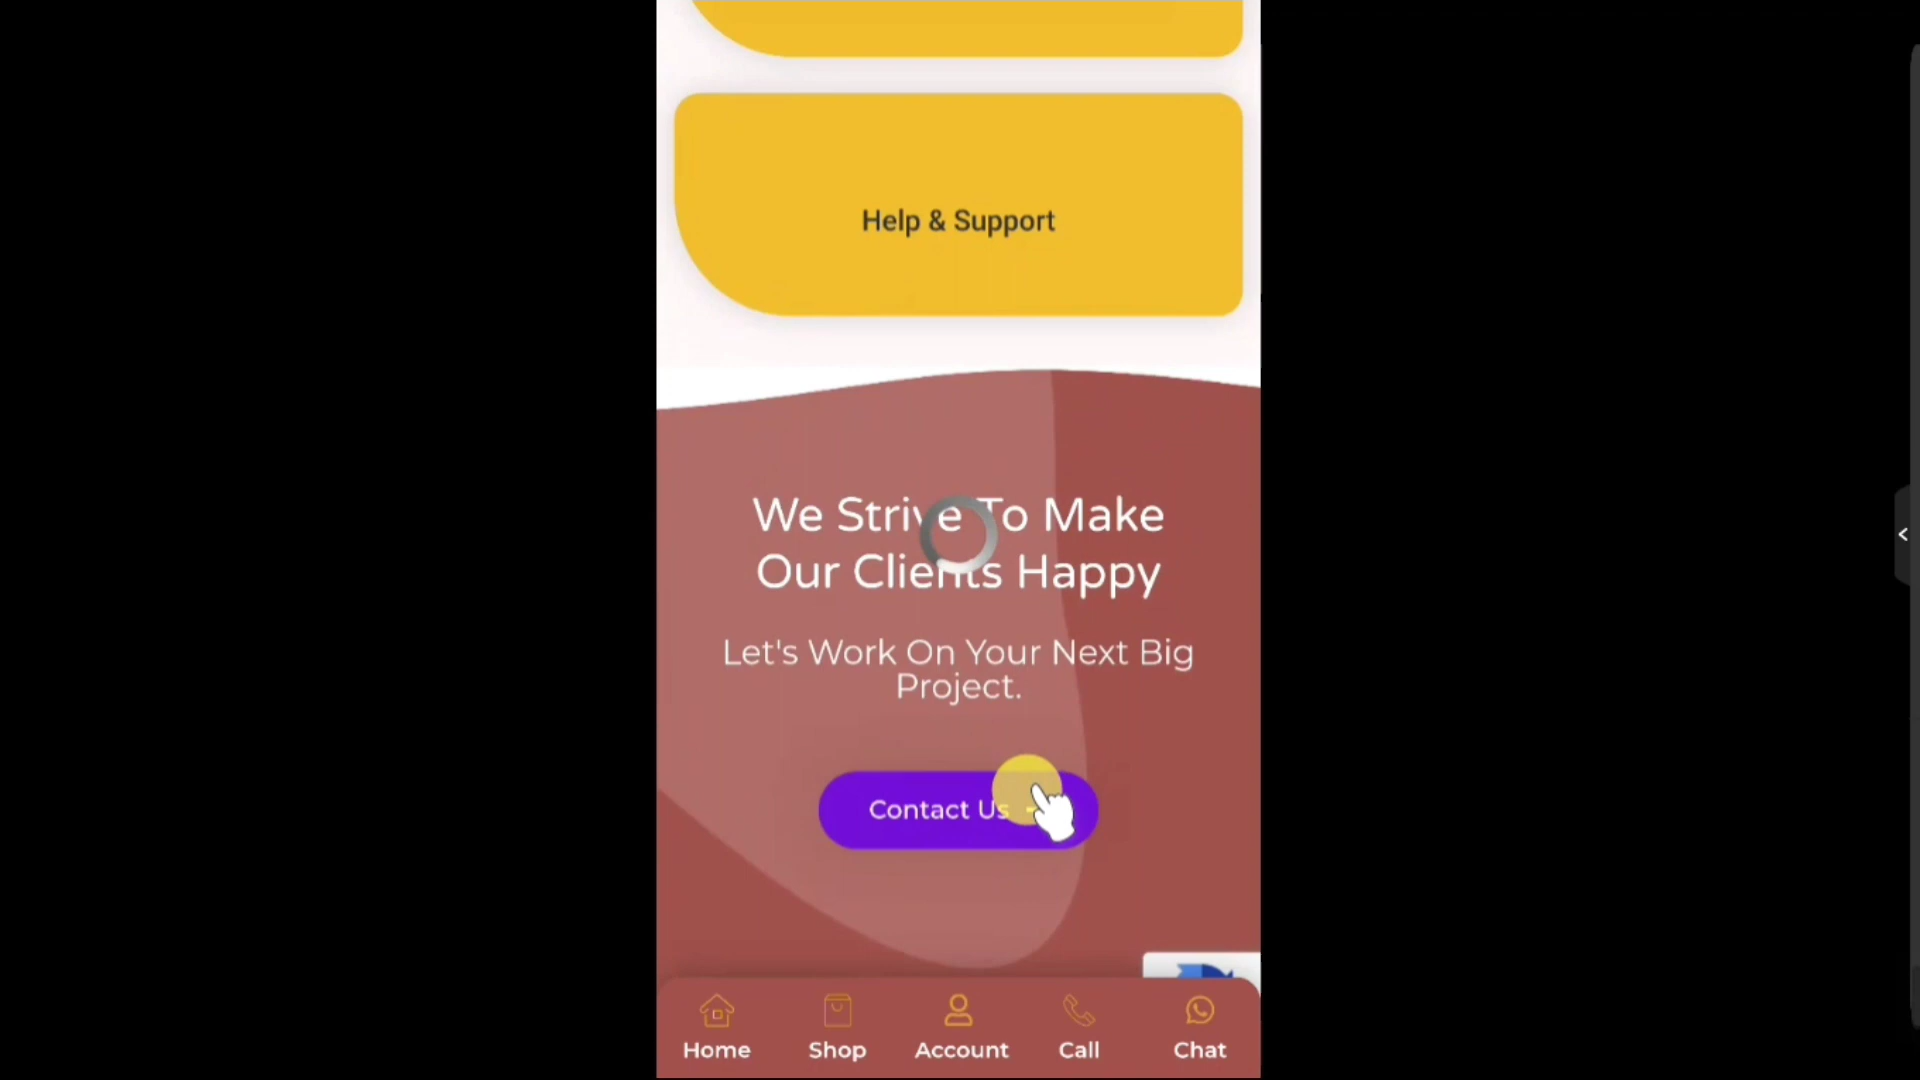 Help & Support
We Strive To Make
Our Clients Happy
Let's Work On Your Next Big
Project.
Contact Us
Home
Shop
Account
Call
Chat